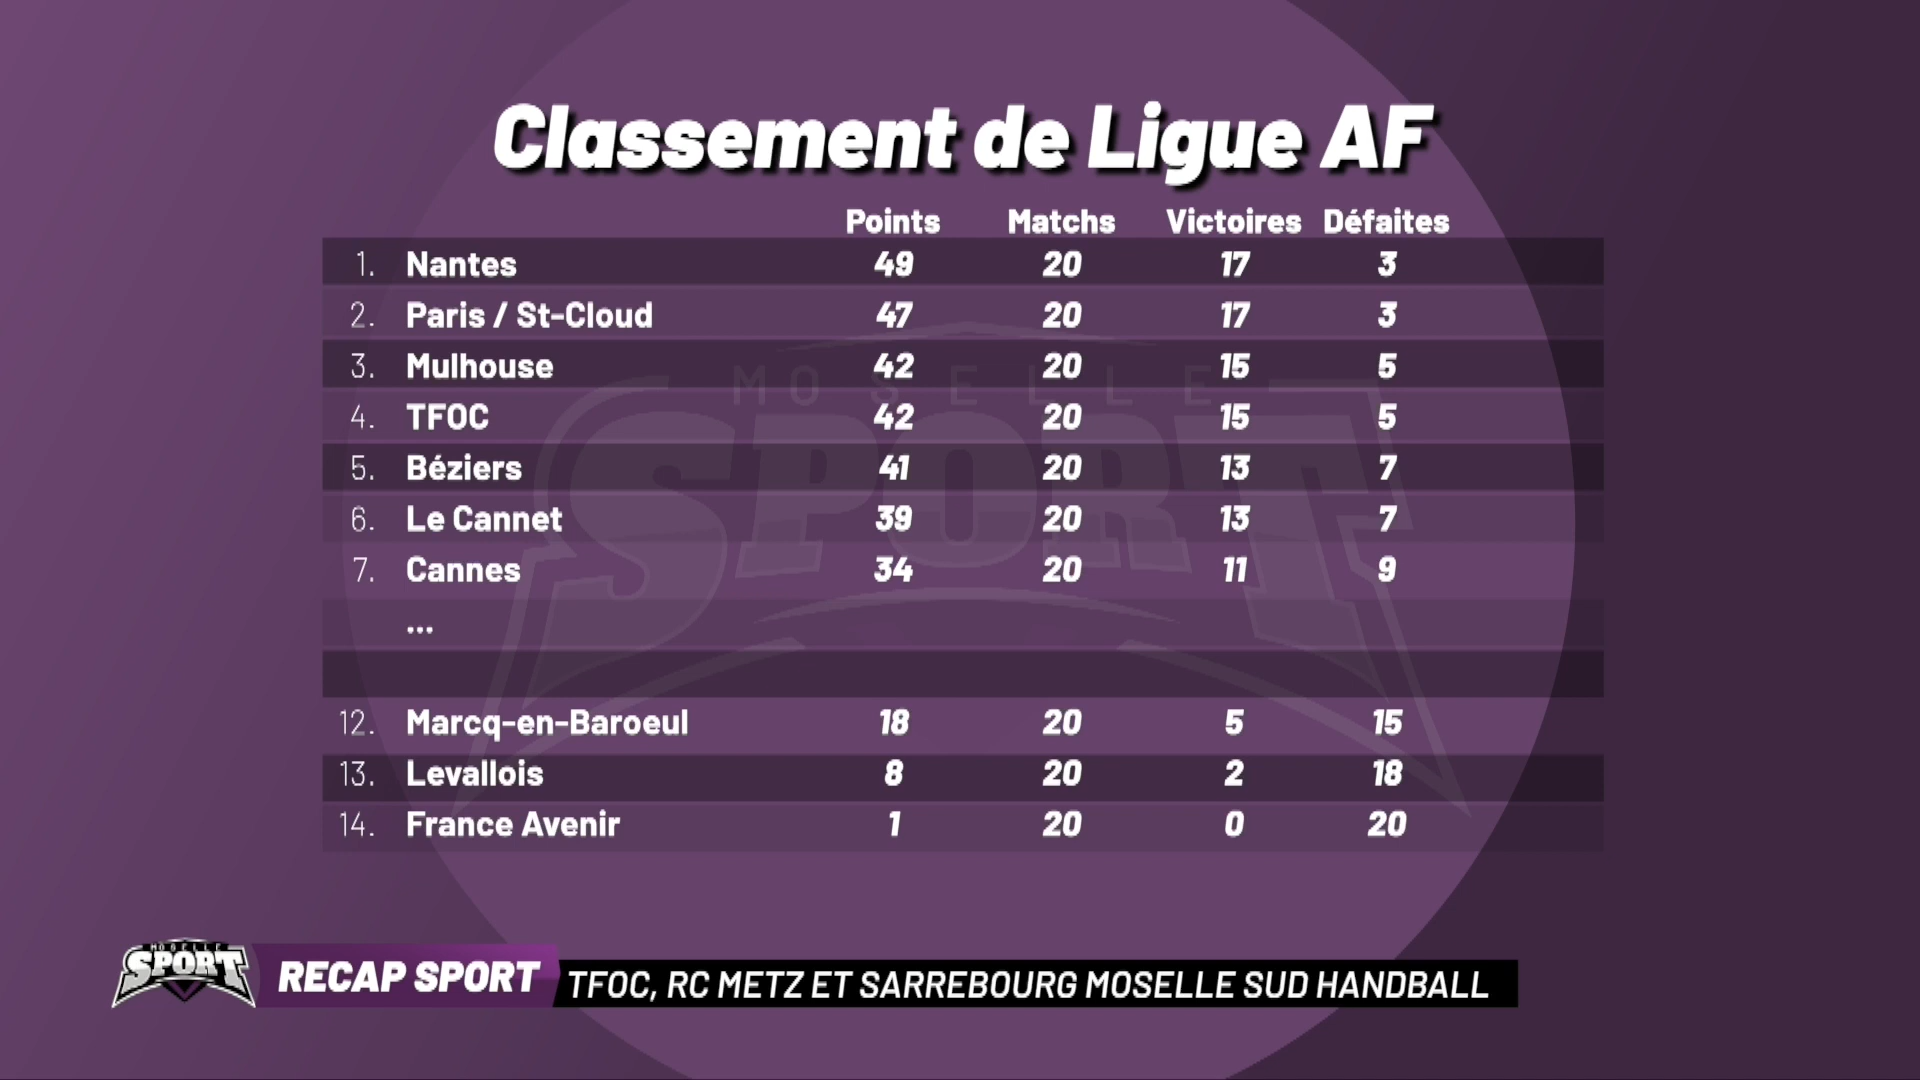 Classement de Ligue AF
Points Matchs Victoires Défaites
1. Nantes 49 20 17 3
2. Paris / St-Cloud 47 20 17 3
3. Mulhouse 42 20 15 5
4. TFOC 42 20 15 5
5. Béziers 41 20 13 7
6. Le Cannet 39 20 13 7
7. Cannes 34 20 11 9
...
12. Marcq-en-Baroeul 18 20 5 15
13. Levallois 8 20 2 18
14. France Avenir 1 20 0 20
MOSELLE
SPORT
MOSELLE
SPORT
RECAP SPORT
TFOC, RC METZ ET SARREBOURG MOSELLE SUD HANDBALL